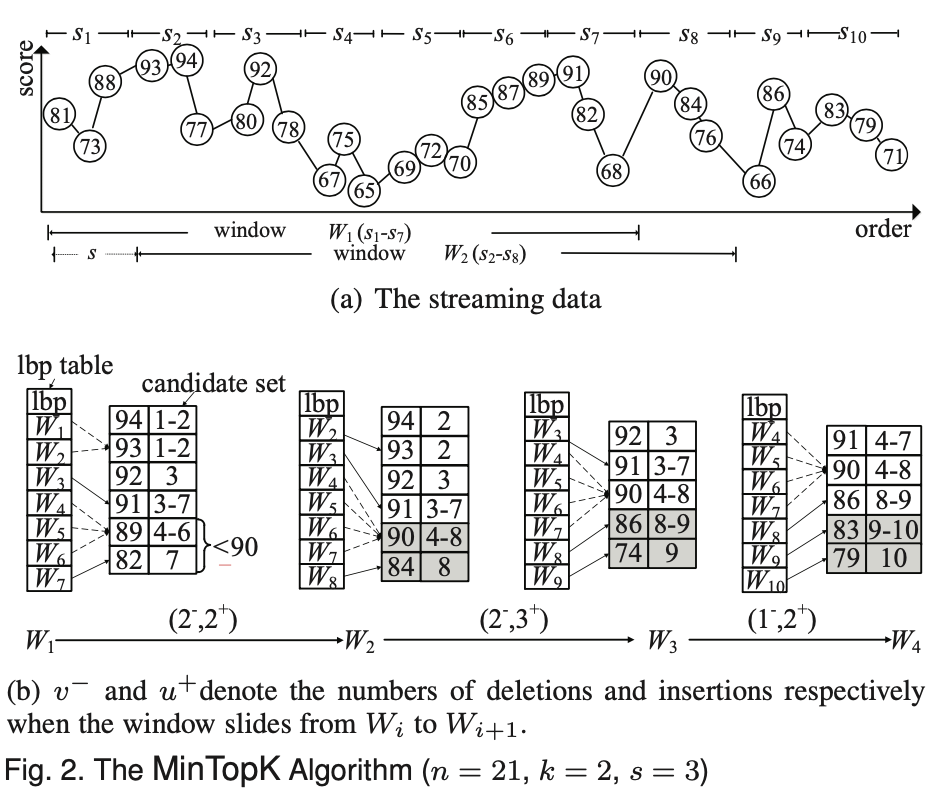 s1 s2 s3 s4 s5 s6 s7 s8 s9 s10
score
81 73 88 93 94 77 80 92 78 67 75 65 69 72 70 85 87 89 91 82 68 90 84 76 66 86 74 83 79 71
order
window W1 (s1-s7)
s window W2 (s2-s8)
(a) The streaming data
lbp table
candidate set
lbp
W1
W2
W3
W4
W5
W6
W7
94 1-2
93 1-2
92 3
91 3-7
89 4-6
82 7
<90
lbp
W2
W3
W4
W5
W6
W7
W8
94 2
93 2
92 3
91 3-7
90 4-8
84 8
lbp
W3
W4
W5
W6
W7
W8
W9
92 3
91 3-7
90 4-8
86 8-9
74 9
lbp
W4
W5
W6
W7
W8
W9
W10
91 4-7
90 4-8
86 8-9
83 9-10
79 10
(2-,2+) (2-,3+) (1-,2+)
W1 W2 W3 W4
(b) v− and u+ denote the numbers of deletions and insertions respectively
when the window slides from Wi to Wi+1.
Fig. 2. The MinTopK Algorithm (n = 21, k = 2, s = 3)